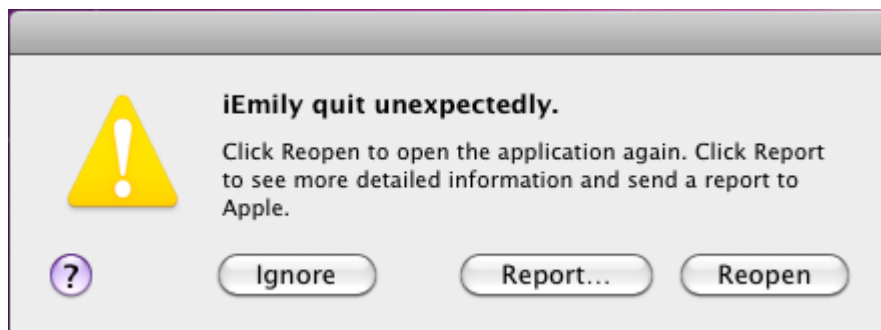 iEmily quit unexpectedly.
Click Reopen to open the application again. Click Report
to see more detailed information and send a report to
Apple.
? Ignore Report... Reopen